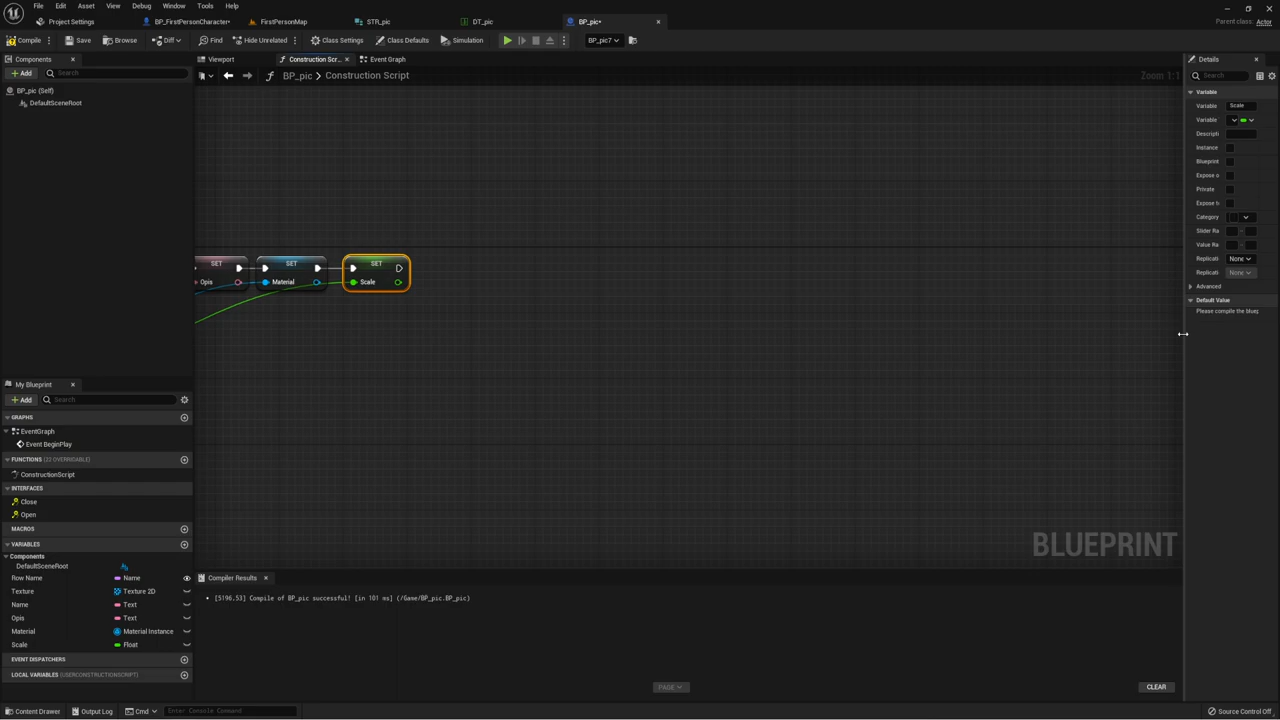 File Edit Asset View Debug Window Tools Help
Project Settings BP_FirstPersonCharacter• FirstPersonMap STR_pic DT_pic BP_pic•
Parent class: Actor
Compile Save Browse Diff Find Hide Unrelated Class Settings Class Defaults Simulation BP_pic7
Components
Add Search
BP_pic (Self)
DefaultSceneRoot
Viewport Construction Scr... Event Graph
BP_pic > Construction Script
Zoom 1:1
SET SET SET
Opis Material Scale
BLUEPRINT
Details
Search
Variable
Variable Scale
Variable
Descripti
Instance
Blueprint
Expose o
Private
Expose t
Category
Slider Ra
Value Ra
Replicati None
Replicati None
Advanced
Default Value
Please compile the bluep
My Blueprint
Add Search
GRAPHS
EventGraph
Event BeginPlay
FUNCTIONS (22 OVERRIDABLE)
ConstructionScript
INTERFACES
Close
Open
MACROS
VARIABLES
Components
DefaultSceneRoot
Row Name Name
Texture Texture 2D
Name Text
Opis Text
Material Material Instance
Scale Float
EVENT DISPATCHERS
LOCAL VARIABLES (USERCONSTRUCTIONSCRIPT)
Compiler Results
[5196.53] Compile of BP_pic successful! [in 101 ms] (/Game/BP_pic.BP_pic)
PAGE CLEAR
Content Drawer Output Log Cmd Enter Console Command Source Control Off